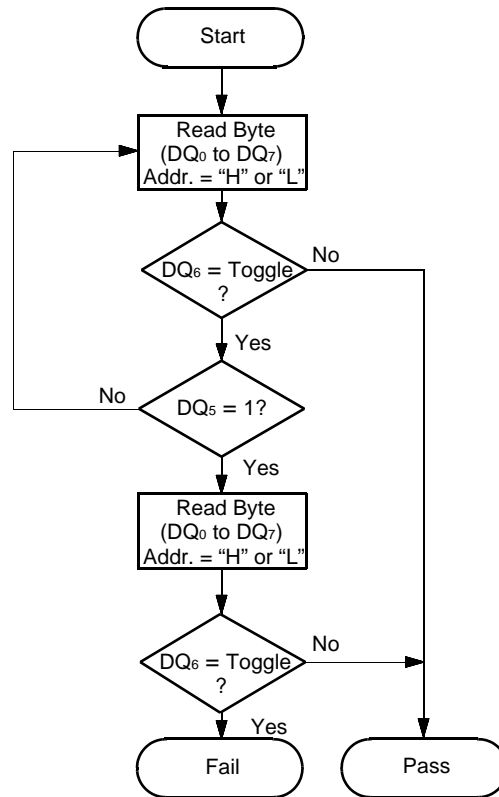 Start
Read Byte
(DQ₀ to DQ₇)
Addr. = “H” or “L”
DQ₆ = Toggle
?
No
Yes
No
DQ₅ = 1?
Yes
Read Byte
(DQ₀ to DQ₇)
Addr. = “H” or “L”
DQ₆ = Toggle
?
No
Yes
Fail
Pass